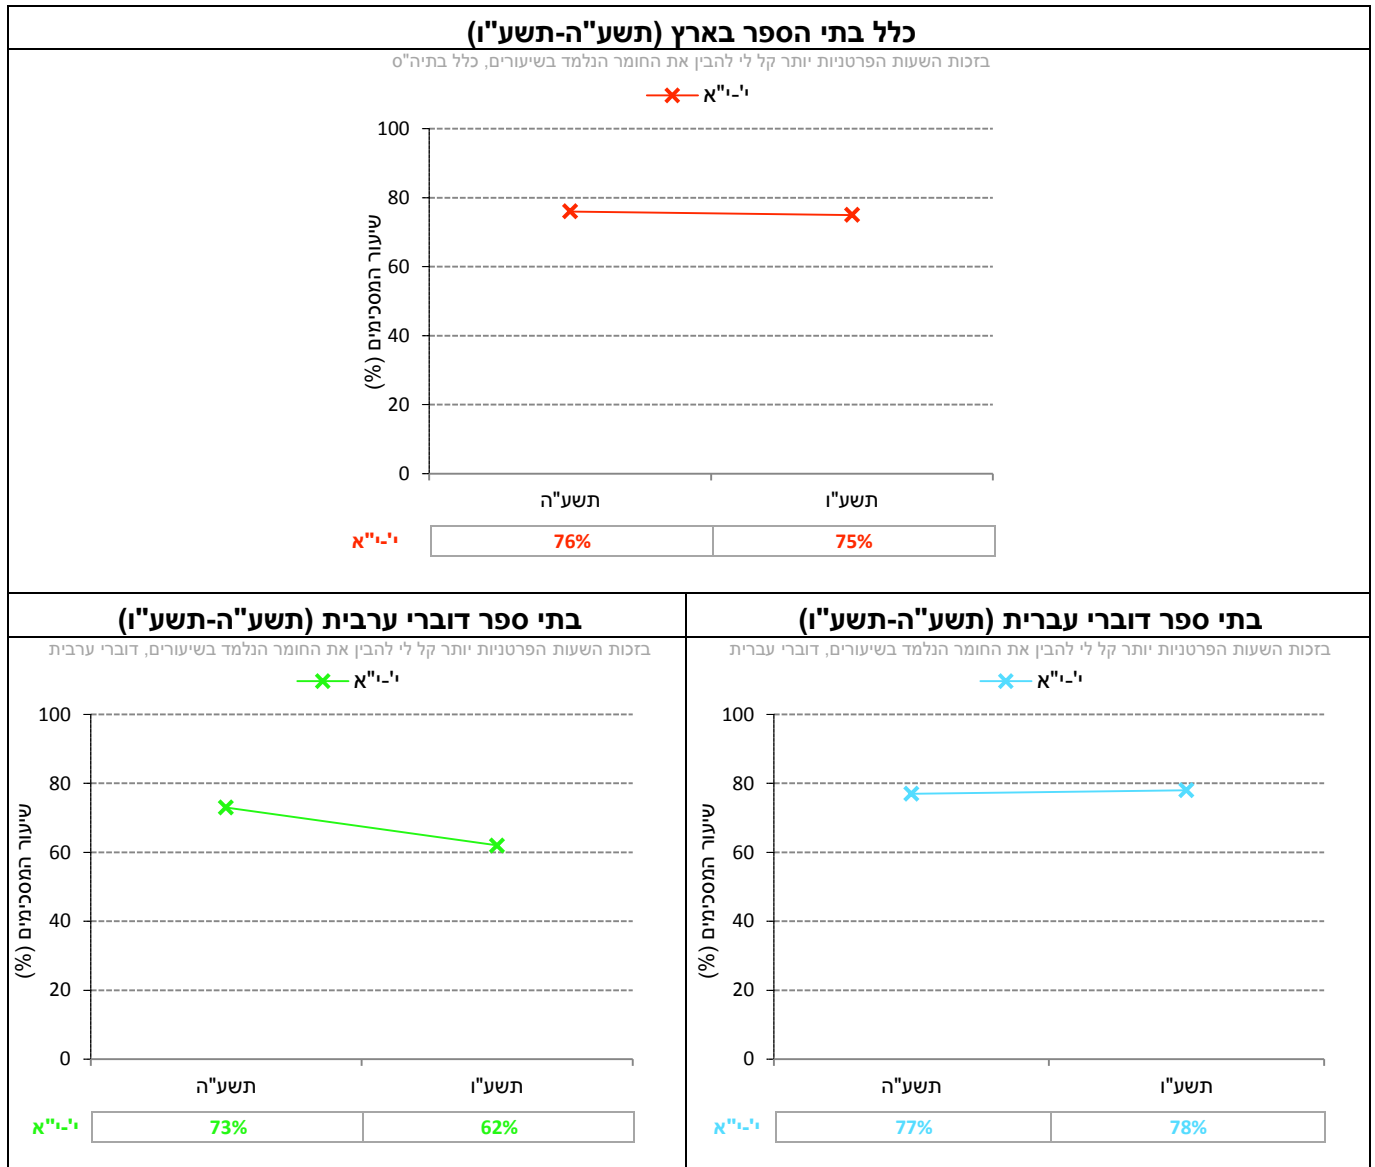 כלל בתי הספר בארץ (תשע"ה-תשע"ו)
בזכות השעות הפרטניות יותר קל לי להבין את החומר הנלמד בשיעורים, כלל בתיה"ס
י'-י"א
שיעור המסכימים (%)
100
80
60
40
20
0
תשע"ה תשע"ו
י'-י"א 76% 75%
בתי ספר דוברי עברית (תשע"ה-תשע"ו)
בזכות השעות הפרטניות יותר קל לי להבין את החומר הנלמד בשיעורים, דוברי עברית
י'-י"א
שיעור המסכימים (%)
100
80
60
40
20
0
תשע"ה תשע"ו
י'-י"א 77% 78%
בתי ספר דוברי ערבית (תשע"ה-תשע"ו)
בזכות השעות הפרטניות יותר קל לי להבין את החומר הנלמד בשיעורים, דוברי ערבית
י'-י"א
שיעור המסכימים (%)
100
80
60
40
20
0
תשע"ה תשע"ו
י'-י"א 73% 62%